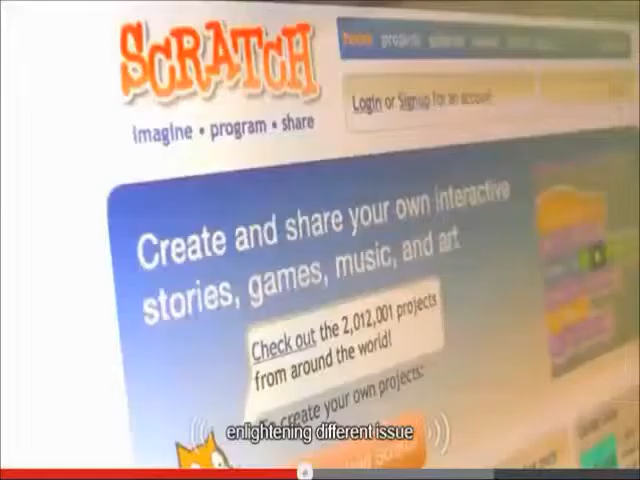 SCRATCH
imagine • program • share
home projects
Login or Signup for an account
Create and share your own interactive
stories, games, music, and art
Check out the 2,012,001 projects
from around the world!
create your own projects:
enlightening different issue